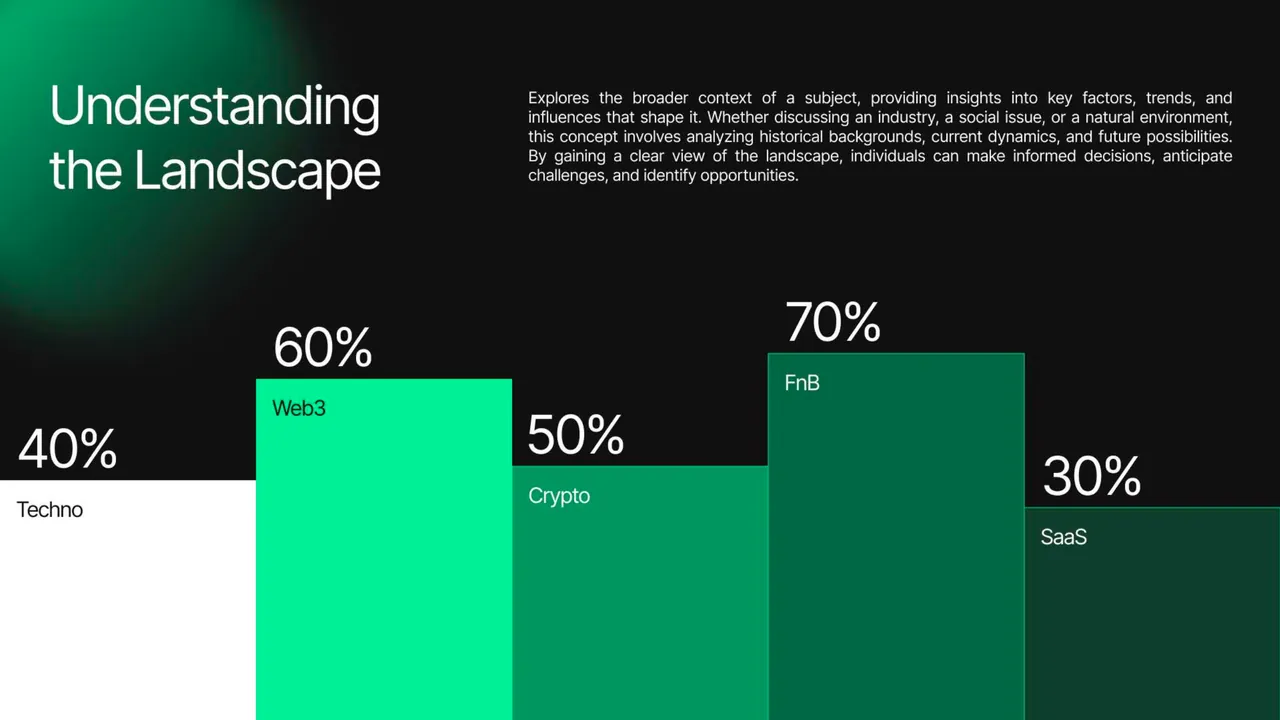 Understanding
the Landscape
Explores the broader context of a subject, providing insights into key factors, trends, and
influences that shape it. Whether discussing an industry, a social issue, or a natural environment,
this concept involves analyzing historical backgrounds, current dynamics, and future possibilities.
By gaining a clear view of the landscape, individuals can make informed decisions, anticipate
challenges, and identify opportunities.
40%
Techno
60%
Web3
50%
Crypto
70%
FnB
30%
SaaS